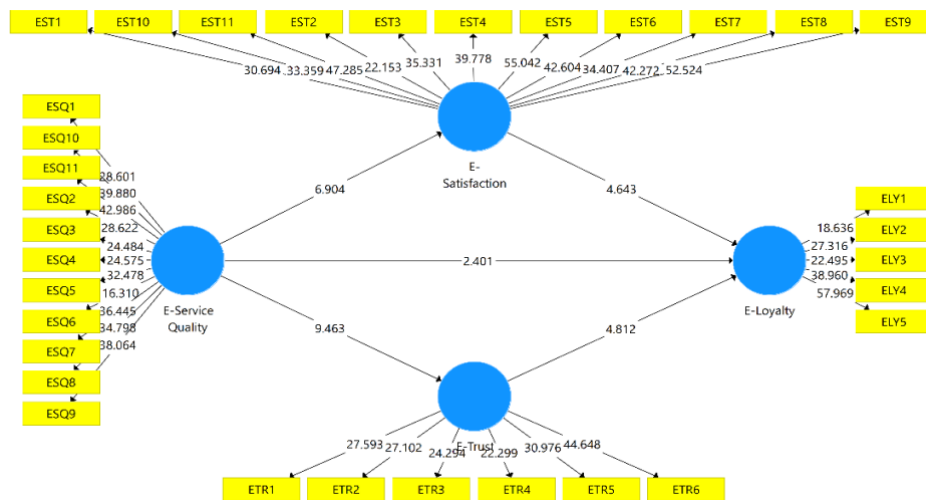 EST1 EST10 EST11 EST2 EST3 EST4 EST5 EST6 EST7 EST8 EST9
30.694 33.359 47.285 22.153 35.331 39.778 55.042 42.604 34.407 42.272 52.524
ESQ1
ESQ10
ESQ11
ESQ2
ESQ3
ESQ4
ESQ5
ESQ6
ESQ7
ESQ8
ESQ9
28.601
39.880
42.986
28.622
24.484
24.575
32.478
16.310
36.445
34.798
38.064
E-Service
Quality
6.904
E-
Satisfaction
4.643
2.401
9.463
4.812
E-Trust
E-Loyalty
18.636
27.316
22.495
38.960
57.969
ELY1
ELY2
ELY3
ELY4
ELY5
27.593 27.102 24.294 22.299 30.976 44.648
ETR1 ETR2 ETR3 ETR4 ETR5 ETR6